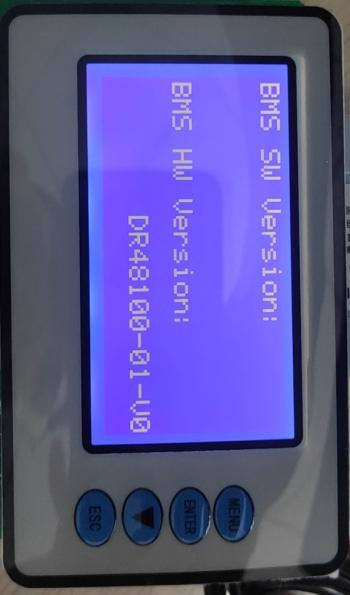 BMS SW Version:
BMS HW Version:
DR48100-01-V0
MENU
ENTER
ESC